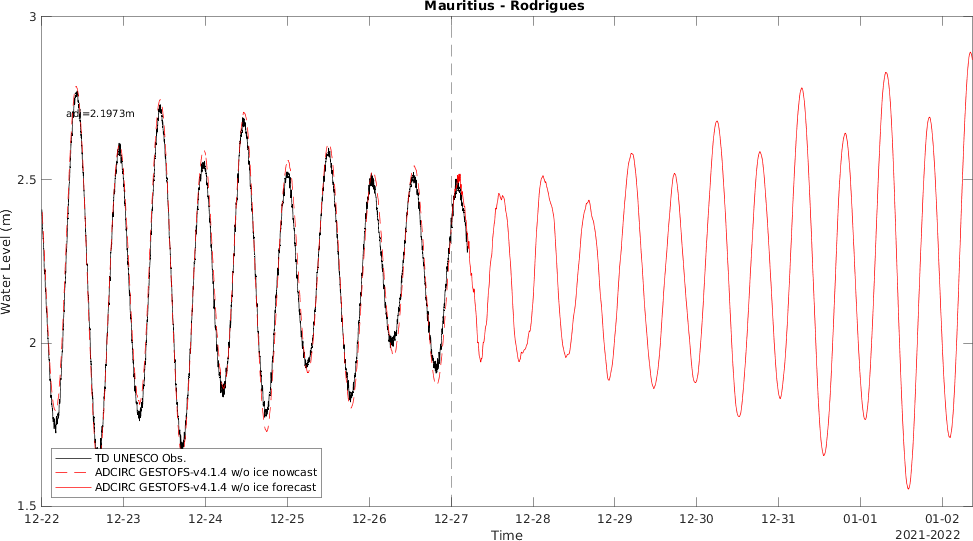 Mauritius - Rodrigues
3
adj=2.1973m
2.5
Water Level (m)
2
TD UNESCO Obs.
ADCIRC GESTOFS-v4.1.4 w/o ice nowcast
ADCIRC GESTOFS-v4.1.4 w/o ice forecast
1.5
12-22 12-23 12-24 12-25 12-26 12-27 12-28 12-29 12-30 12-31 01-01 01-02
Time
2021-2022